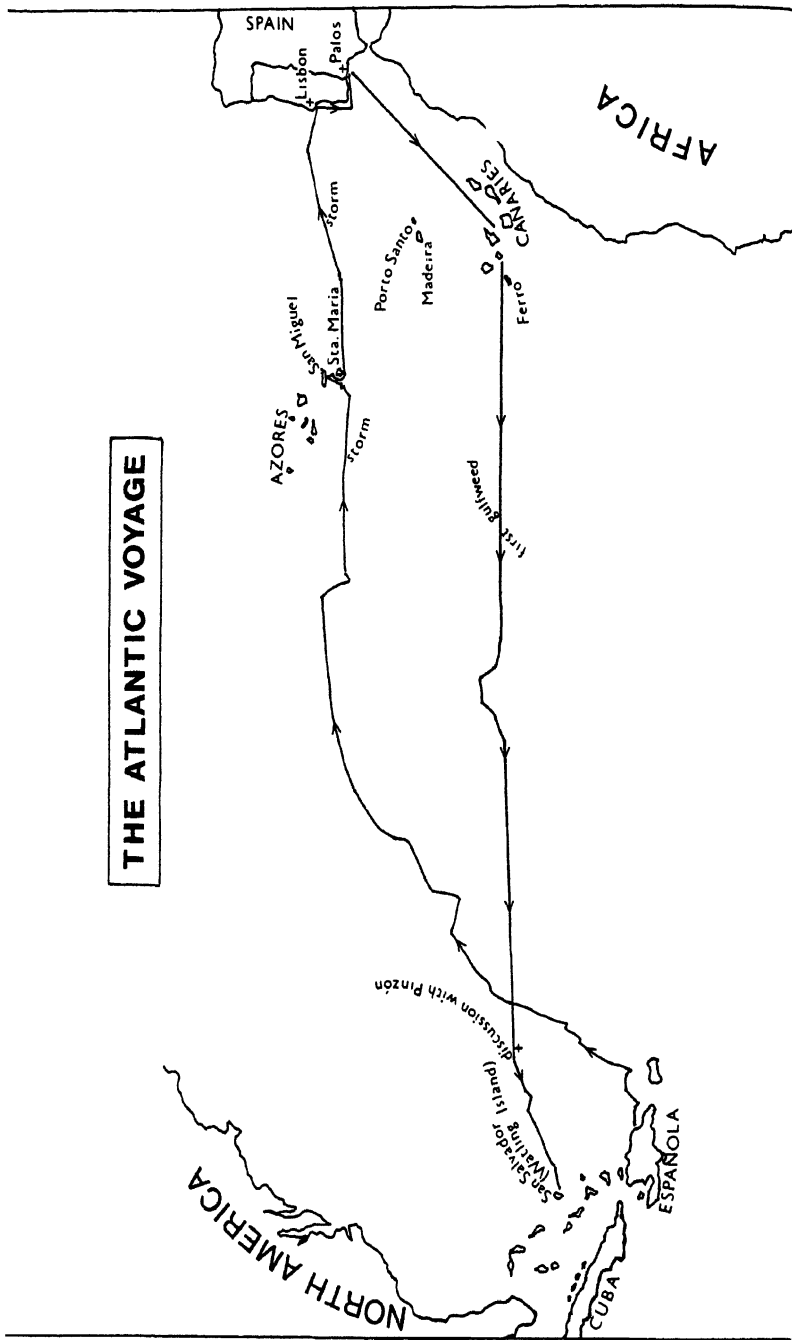 THE ATLANTIC VOYAGE
NORTH AMERICA
AZORES
San Miguel
Sta. Maria
storm
storm
Lisbon
SPAIN
Palos
Porto Santo
Madeira
CANARIES
Ferro
AFRICA
first gulfweed
discussion with Pinzón
San Salvador
(Watling Island)
CUBA
ESPAÑOLA